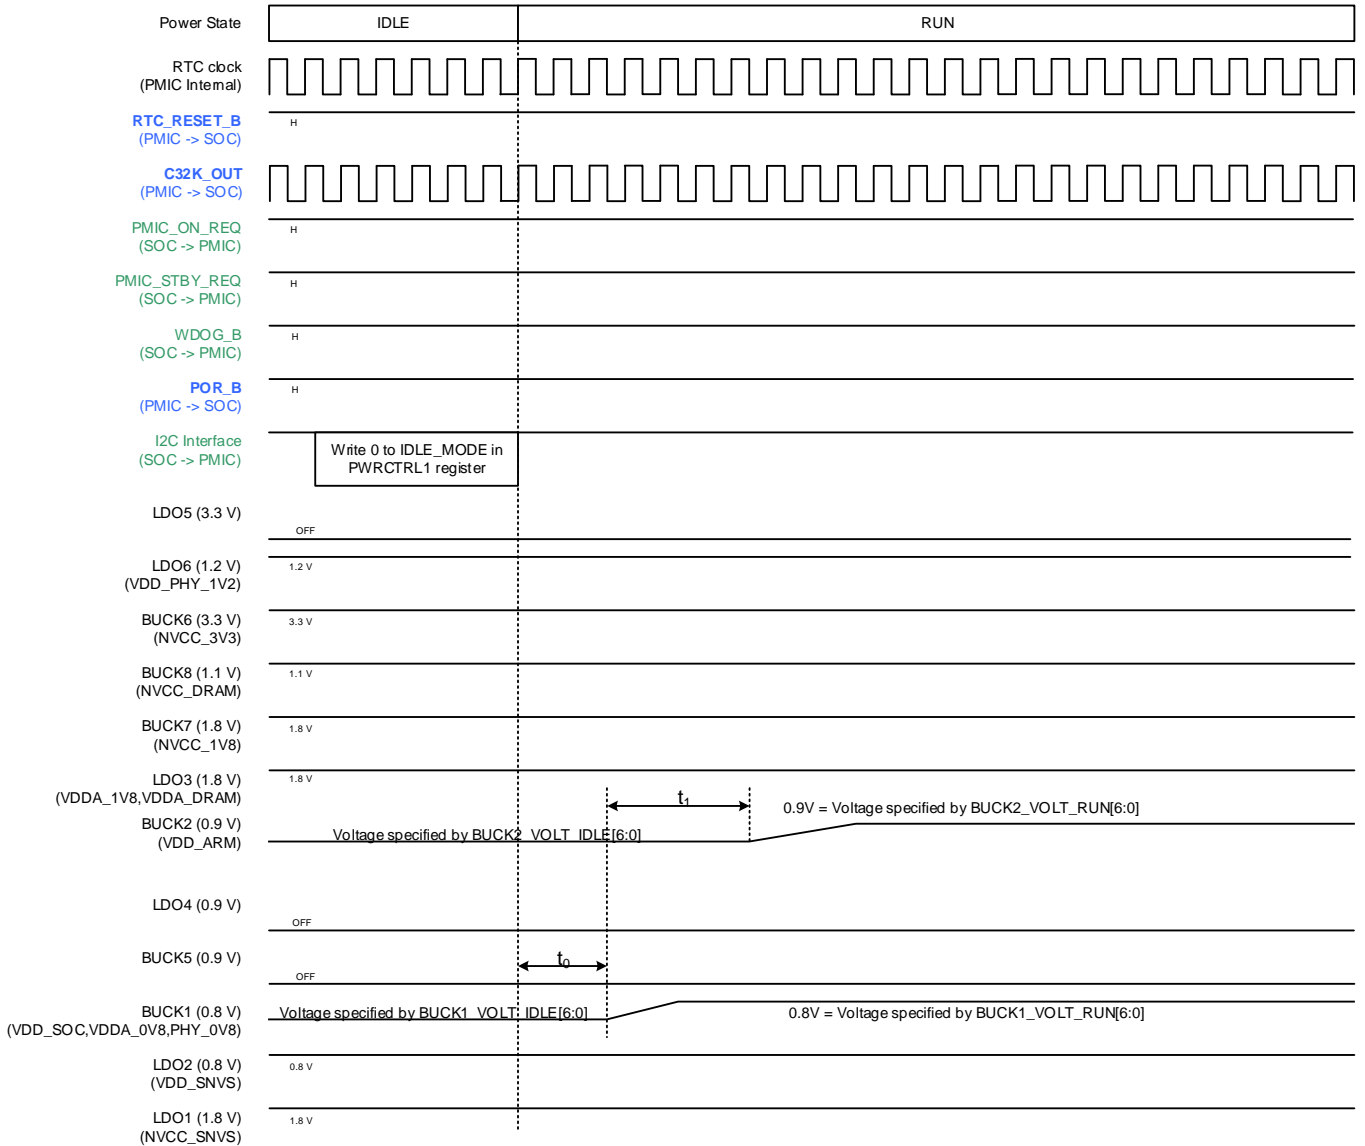 Power State IDLE RUN
RTC clock
(PMIC Internal)
RTC_RESET_B
H
(PMIC -> SOC)
C32K_OUT
(PMIC -> SOC)
PMIC_ON_REQ
H
(SOC -> PMIC)
PMIC_STBY_REQ
H
(SOC -> PMIC)
WDOG_B
H
(SOC -> PMIC)
POR_B
H
(PMIC -> SOC)
I2C Interface
(SOC -> PMIC)
Write 0 to IDLE_MODE in
PWRCTRL1 register
LDO5 (3.3 V)
OFF
LDO6 (1.2 V)
1.2 V
(VDD_PHY_1V2)
BUCK6 (3.3 V)
3.3 V
(NVCC_3V3)
BUCK8 (1.1 V)
1.1 V
(NVCC_DRAM)
BUCK7 (1.8 V)
1.8 V
(NVCC_1V8)
LDO3 (1.8 V)
1.8 V
(VDDA_1V8,VDDA_DRAM)
t1
0.9V = Voltage specified by BUCK2_VOLT_RUN[6:0]
BUCK2 (0.9 V)
(VDD_ARM)
Voltage specified by BUCK2_VOLT_IDLE[6:0]
LDO4 (0.9 V)
OFF
BUCK5 (0.9 V)
t0
OFF
BUCK1 (0.8 V)
(VDD_SOC,VDDA_0V8,PHY_0V8)
Voltage specified by BUCK1_VOLT_IDLE[6:0]
0.8V = Voltage specified by BUCK1_VOLT_RUN[6:0]
LDO2 (0.8 V)
0.8 V
(VDD_SNVS)
LDO1 (1.8 V)
1.8 V
(NVCC_SNVS)